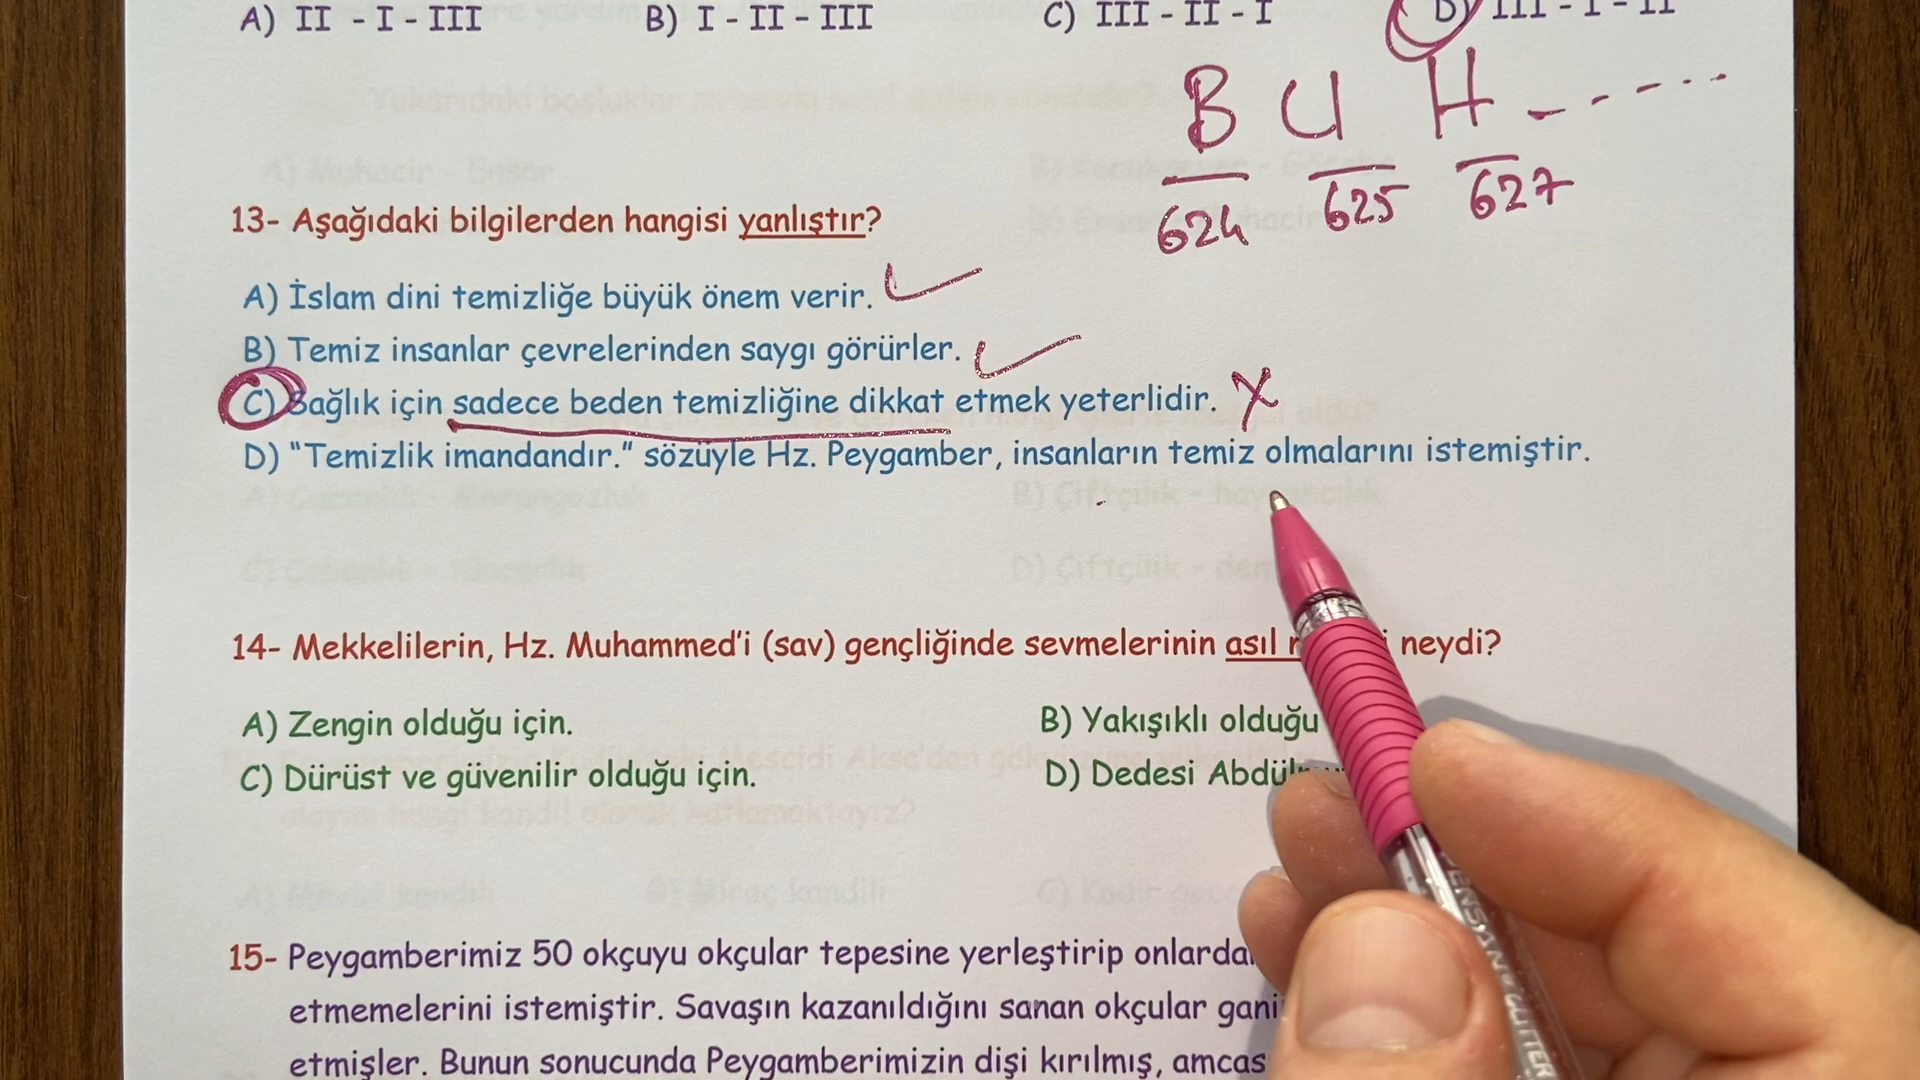 A) II - I - III B) I - II - III C) III - II - I D) III - I - II
B U H
624 625 627
13- Aşağıdaki bilgilerden hangisi yanlıştır?
A) İslam dini temizliğe büyük önem verir.
B) Temiz insanlar çevrelerinden saygı görürler.
C) Sağlık için sadece beden temizliğine dikkat etmek yeterlidir. X
D) "Temizlik imandandır." sözüyle Hz. Peygamber, insanların temiz olmalarını istemiştir.
14- Mekkelilerin, Hz. Muhammed'i (sav) gençliğinde sevmelerinin asıl neydi?
A) Zengin olduğu için. B) Yakışıklı olduğu
C) Dürüst ve güvenilir olduğu için. D) Dedesi
15- Peygamberimiz 50 okçuyu okçular tepesine yerleştirip
etmemelerini istemiştir. Savaşın kazanıldığını sanan okçular
etmişler. Bunun sonucunda Peygamberimizin dişi kırılmış,